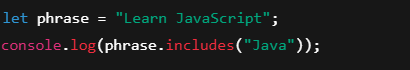 let phrase = "Learn JavaScript";
console.log(phrase.includes("Java"));